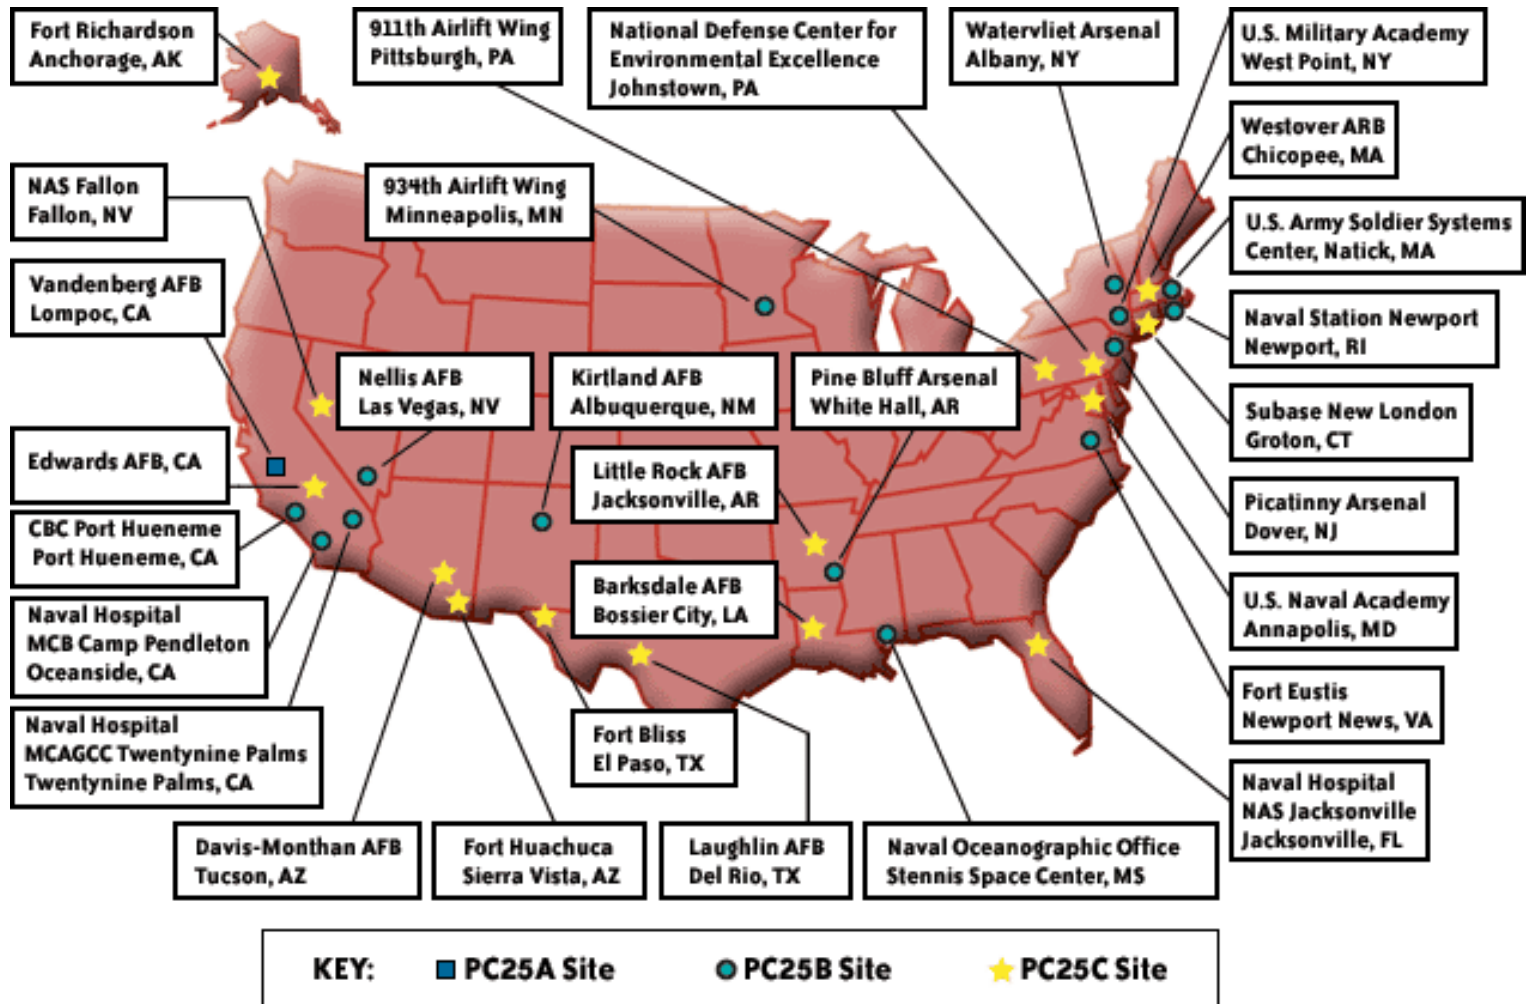 Fort Richardson
Anchorage, AK
911th Airlift Wing
Pittsburgh, PA
National Defense Center for
Environmental Excellence
Johnstown, PA
Watervliet Arsenal
Albany, NY
U.S. Military Academy
West Point, NY
Westover ARB
Chicopee, MA
NAS Fallon
Fallon, NV
934th Airlift Wing
Minneapolis, MN
U.S. Army Soldier Systems
Center, Natick, MA
Vandenberg AFB
Lompoc, CA
Naval Station Newport
Newport, RI
Nellis AFB
Las Vegas, NV
Kirtland AFB
Albuquerque, NM
Pine Bluff Arsenal
White Hall, AR
Subase New London
Groton, CT
Edwards AFB, CA
Little Rock AFB
Jacksonville, AR
Picatinny Arsenal
Dover, NJ
CBC Port Hueneme
Port Hueneme, CA
Barksdale AFB
Bossier City, LA
U.S. Naval Academy
Annapolis, MD
Naval Hospital
MCB Camp Pendleton
Oceanside, CA
Fort Eustis
Newport News, VA
Naval Hospital
MCAGCC Twentynine Palms
Twentynine Palms, CA
Fort Bliss
El Paso, TX
Naval Hospital
NAS Jacksonville
Jacksonville, FL
Davis-Monthan AFB
Tucson, AZ
Fort Huachuca
Sierra Vista, AZ
Laughlin AFB
Del Rio, TX
Naval Oceanographic Office
Stennis Space Center, MS
KEY: PC25A Site PC25B Site PC25C Site